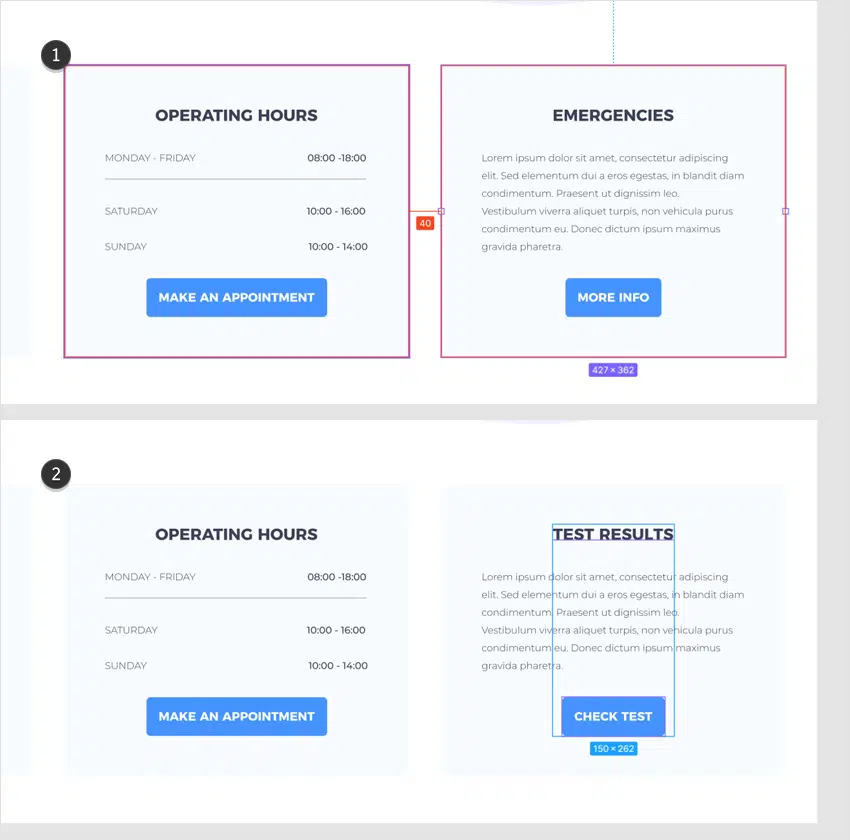 1
OPERATING HOURS
MONDAY - FRIDAY 08:00 -18:00
SATURDAY 10:00 - 16:00
SUNDAY 10:00 - 14:00
MAKE AN APPOINTMENT
40
EMERGENCIES
Lorem ipsum dolor sit amet, consectetur adipiscing
elit. Sed elementum dui a eros egestas, in blandit diam
condimentum. Praesent ut dignissim leo.
Vestibulum viverra aliquet turpis, non vehicula purus
condimentum eu. Donec dictum ipsum maximus
gravida pharetra.
MORE INFO
427 × 362
2
OPERATING HOURS
MONDAY - FRIDAY 08:00 -18:00
SATURDAY 10:00 - 16:00
SUNDAY 10:00 - 14:00
MAKE AN APPOINTMENT
TEST RESULTS
Lorem ipsum dolor sit amet, consectetur adipiscing
elit. Sed elementum dui a eros egestas, in blandit diam
condimentum. Praesent ut dignissim leo.
Vestibulum viverra aliquet turpis, non vehicula purus
condimentum eu. Donec dictum ipsum maximus
gravida pharetra.
CHECK TEST
150 × 262